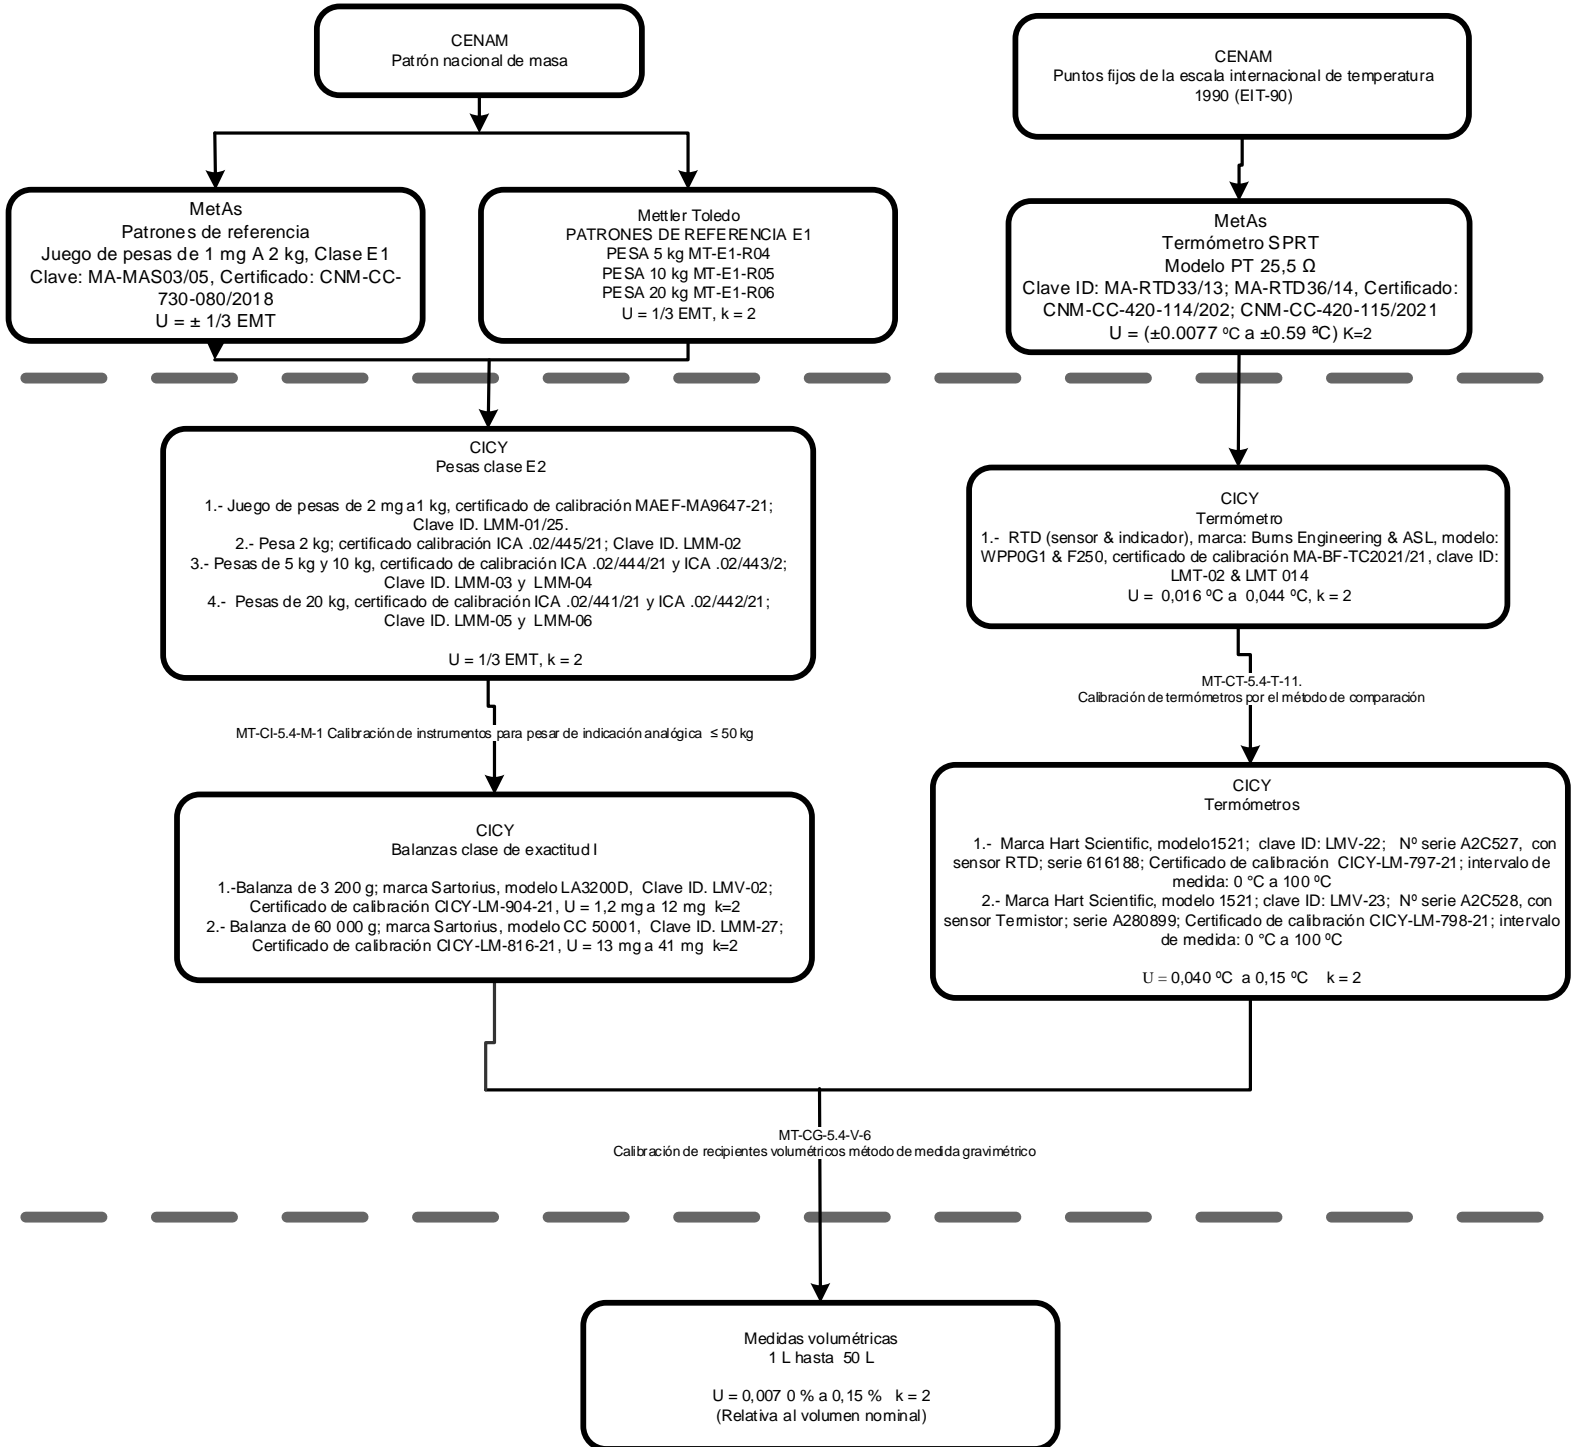 CENAM
Patrón nacional de masa
CENAM
Puntos fijos de la escala internacional de temperatura
1990 (EIT-90)
MetAs
Patrones de referencia
Juego de pesas de 1 mg A 2 kg, Clase E1
Clave: MA-MAS03/05, Certificado: CNM-CC-
730-080/2018
U = ± 1/3 EMT
Mettler Toledo
PATRONES DE REFERENCIA E1
PESA 5 kg MT-E1-R04
PESA 10 kg MT-E1-R05
PESA 20 kg MT-E1-R06
U = 1/3 EMT, k = 2
MetAs
Termómetro SPRT
Modelo PT 25,5 Ω
Clave ID: MA-RTD33/13; MA-RTD36/14, Certificado:
CNM-CC-420-114/202; CNM-CC-420-115/2021
U = (±0.0077 ºC a ±0.59 ªC) K=2
CICY
Pesas clase E2
1.- Juego de pesas de 2 mg a1 kg, certificado de calibración MAEF-MA9647-21;
Clave ID. LMM-01/25.
2.- Pesa 2 kg; certificado calibración ICA .02/445/21; Clave ID. LMM-02
3.- Pesas de 5 kg y 10 kg, certificado de calibración ICA .02/444/21 y ICA .02/443/2;
Clave ID. LMM-03 y LMM-04
4.- Pesas de 20 kg, certificado de calibración ICA .02/441/21 y ICA .02/442/21;
Clave ID. LMM-05 y LMM-06
U = 1/3 EMT, k = 2
CICY
Termómetro
1.- RTD (sensor & indicador), marca: Burns Engineering & ASL, modelo:
WPP0G1 & F250, certificado de calibración MA-BF-TC2021/21, clave ID:
LMT-02 & LMT 014
U = 0,016 ºC a 0,044 ºC, k = 2
MT-CI-5.4-M-1 Calibración de instrumentos para pesar de indicación analógica ≤ 50 kg
MT-CT-5.4-T-11.
Calibración de termómetros por el método de comparación
CICY
Balanzas clase de exactitud I
1.-Balanza de 3 200 g; marca Sartorius, modelo LA3200D, Clave ID. LMV-02;
Certificado de calibración CICY-LM-904-21, U = 1,2 mg a 12 mg k=2
2.- Balanza de 60 000 g; marca Sartorius, modelo CC 50001, Clave ID. LMM-27;
Certificado de calibración CICY-LM-816-21, U = 13 mg a 41 mg k=2
CICY
Termómetros
1.- Marca Hart Scientific, modelo1521; clave ID: LMV-22; Nº serie A2C527, con
sensor RTD; serie 616188; Certificado de calibración CICY-LM-797-21; intervalo de
medida: 0 °C a 100 ºC
2.- Marca Hart Scientific, modelo 1521; clave ID: LMV-23; Nº serie A2C528, con
sensor Termistor; serie A280899; Certificado de calibración CICY-LM-798-21; intervalo
de medida: 0 °C a 100 ºC
U = 0,040 ºC a 0,15 ºC k = 2
MT-CG-5.4-V-6
Calibración de recipientes volumétricos método de medida gravimétrico
Medidas volumétricas
1 L hasta 50 L
U = 0,007 0 % a 0,15 % k = 2
(Relativa al volumen nominal)